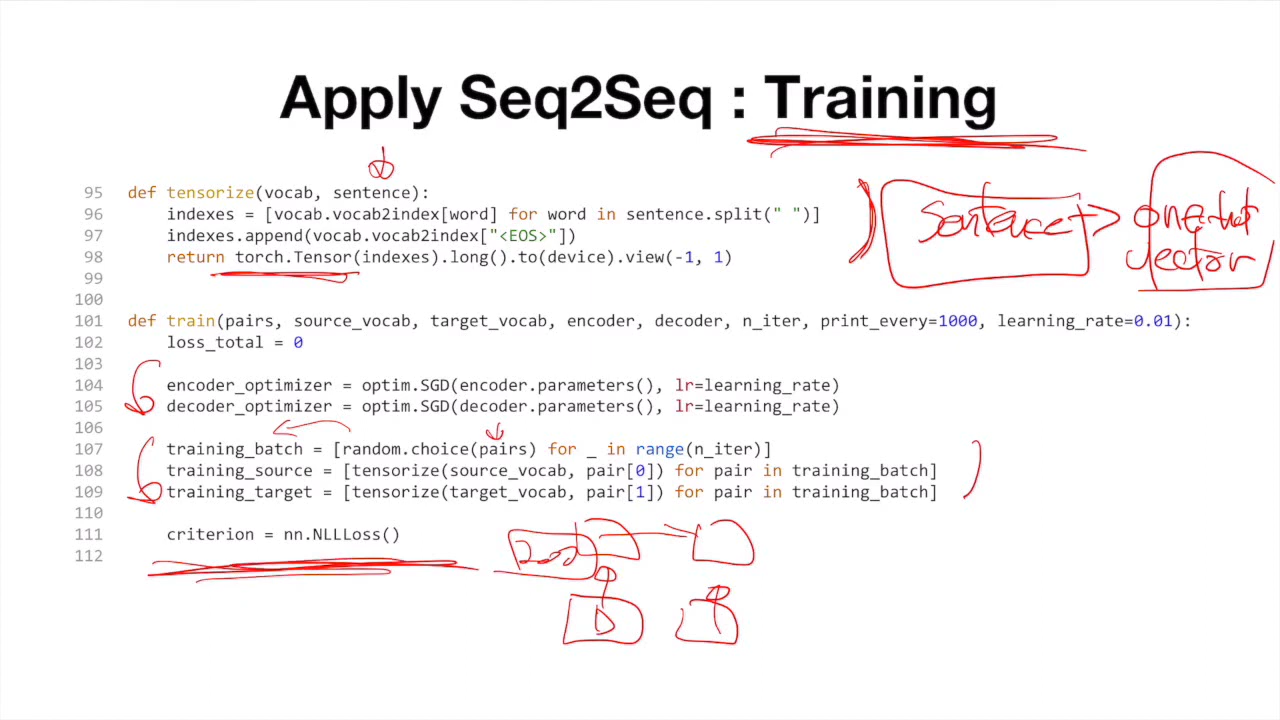 Apply Seq2Seq : Training
95 def tensorize(vocab, sentence):
96 indexes = [vocab.vocab2index[word] for word in sentence.split(" ")]
97 indexes.append(vocab.vocab2index["<EOS>"])
98 return torch.Tensor(indexes).long().to(device).view(-1, 1)
99
100
101 def train(pairs, source_vocab, target_vocab, encoder, decoder, n_iter, print_every=1000, learning_rate=0.01):
102 loss_total = 0
103
104 encoder_optimizer = optim.SGD(encoder.parameters(), lr=learning_rate)
105 decoder_optimizer = optim.SGD(decoder.parameters(), lr=learning_rate)
106
107 training_batch = [random.choice(pairs) for _ in range(n_iter)]
108 training_source = [tensorize(source_vocab, pair[0]) for pair in training_batch]
109 training_target = [tensorize(target_vocab, pair[1]) for pair in training_batch]
110
111 criterion = nn.NLLLoss()
112
Sentence → one-hot
vector
D